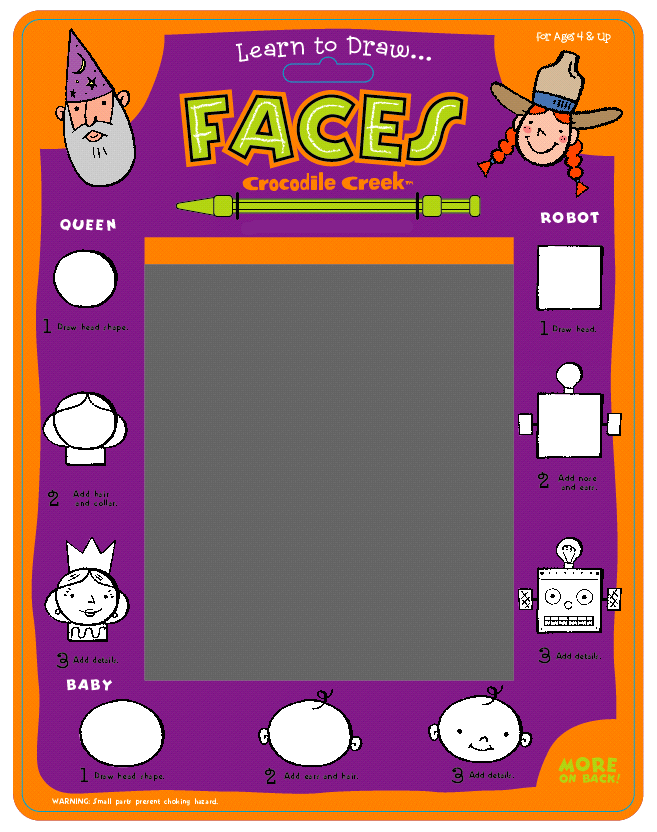 Learn to Draw...
for Ages 4 & Up
FACES
Crocodile Creek™
QUEEN
1 Draw head shape.
2 Add hair
and collar.
3 Add details.
ROBOT
1 Draw head.
2 Add nose
and ears.
3 Add details.
BABY
1 Draw head shape.
2 Add ears and hair.
3 Add details.
MORE
ON BACK!
WARNING: Small parts present choking hazard.